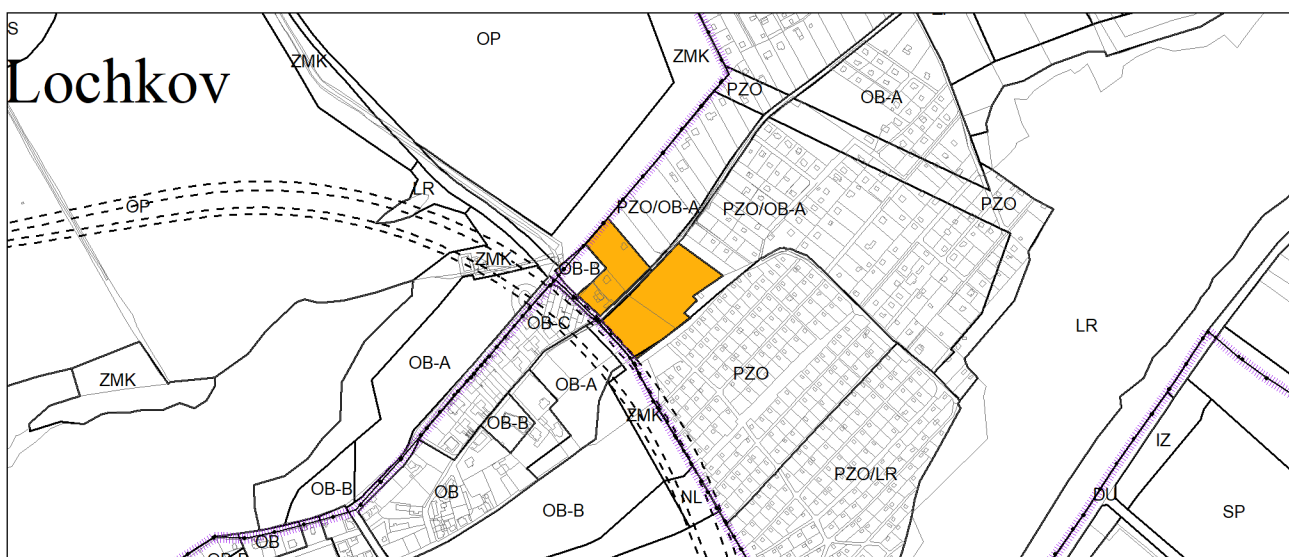 S
OP
ZMK
ZMK
Lochkov
PZO
OB-A
LR
OP
PZO/OB-A
PZO/OB-A
PZO
ZMK
OB-B
OB-C
LR
OB-A
ZMK
OB-A
PZO
ZMK
OB-B
IZ
PZO/LR
OB
OB-B
NL
DU
OB-B
SP
OB